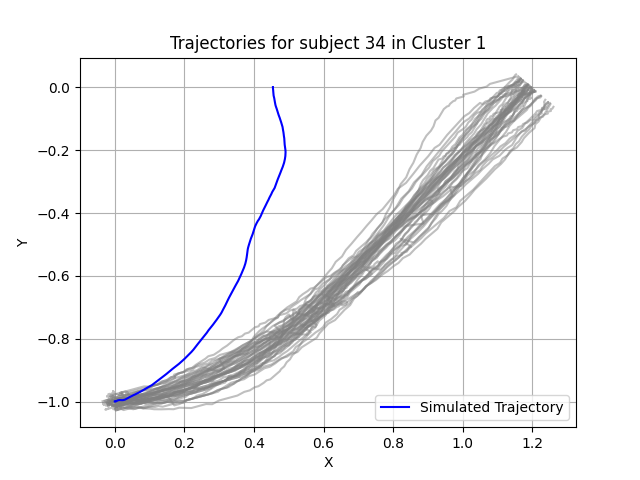 Trajectories for subject 34 in Cluster 1
0.0
−0.2
−0.4
−0.6
−0.8
−1.0
Y
0.0 0.2 0.4 0.6 0.8 1.0 1.2
X
Simulated Trajectory